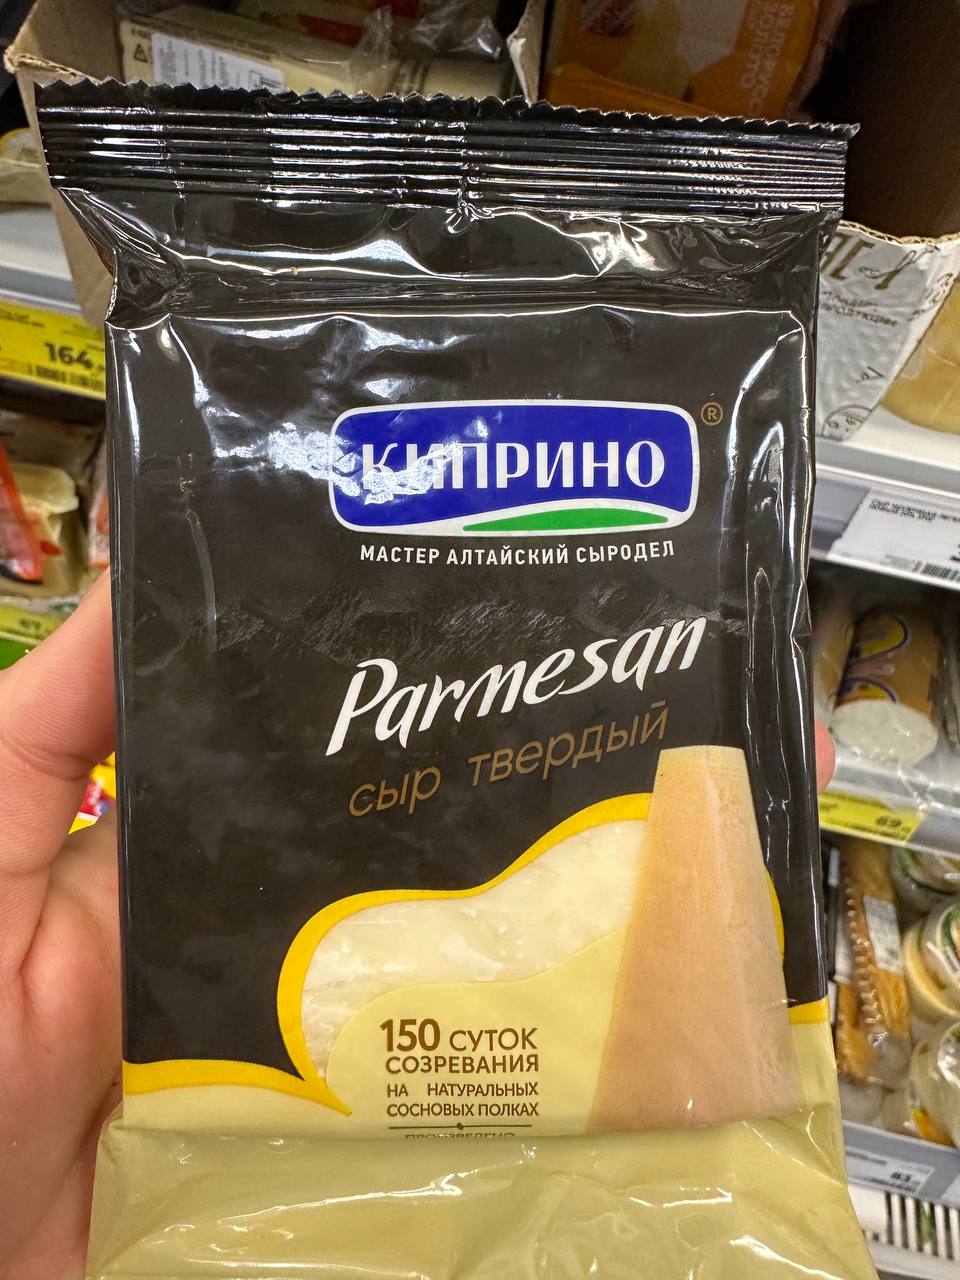 164
КИПРИНО
®
МАСТЕР АЛТАЙСКИЙ СЫРОДЕЛ
Parmesan
сыр твердый
150 СУТОК
СОЗРЕВАНИЯ
НА НАТУРАЛЬНЫХ
СОСНОВЫХ ПОЛКАХ